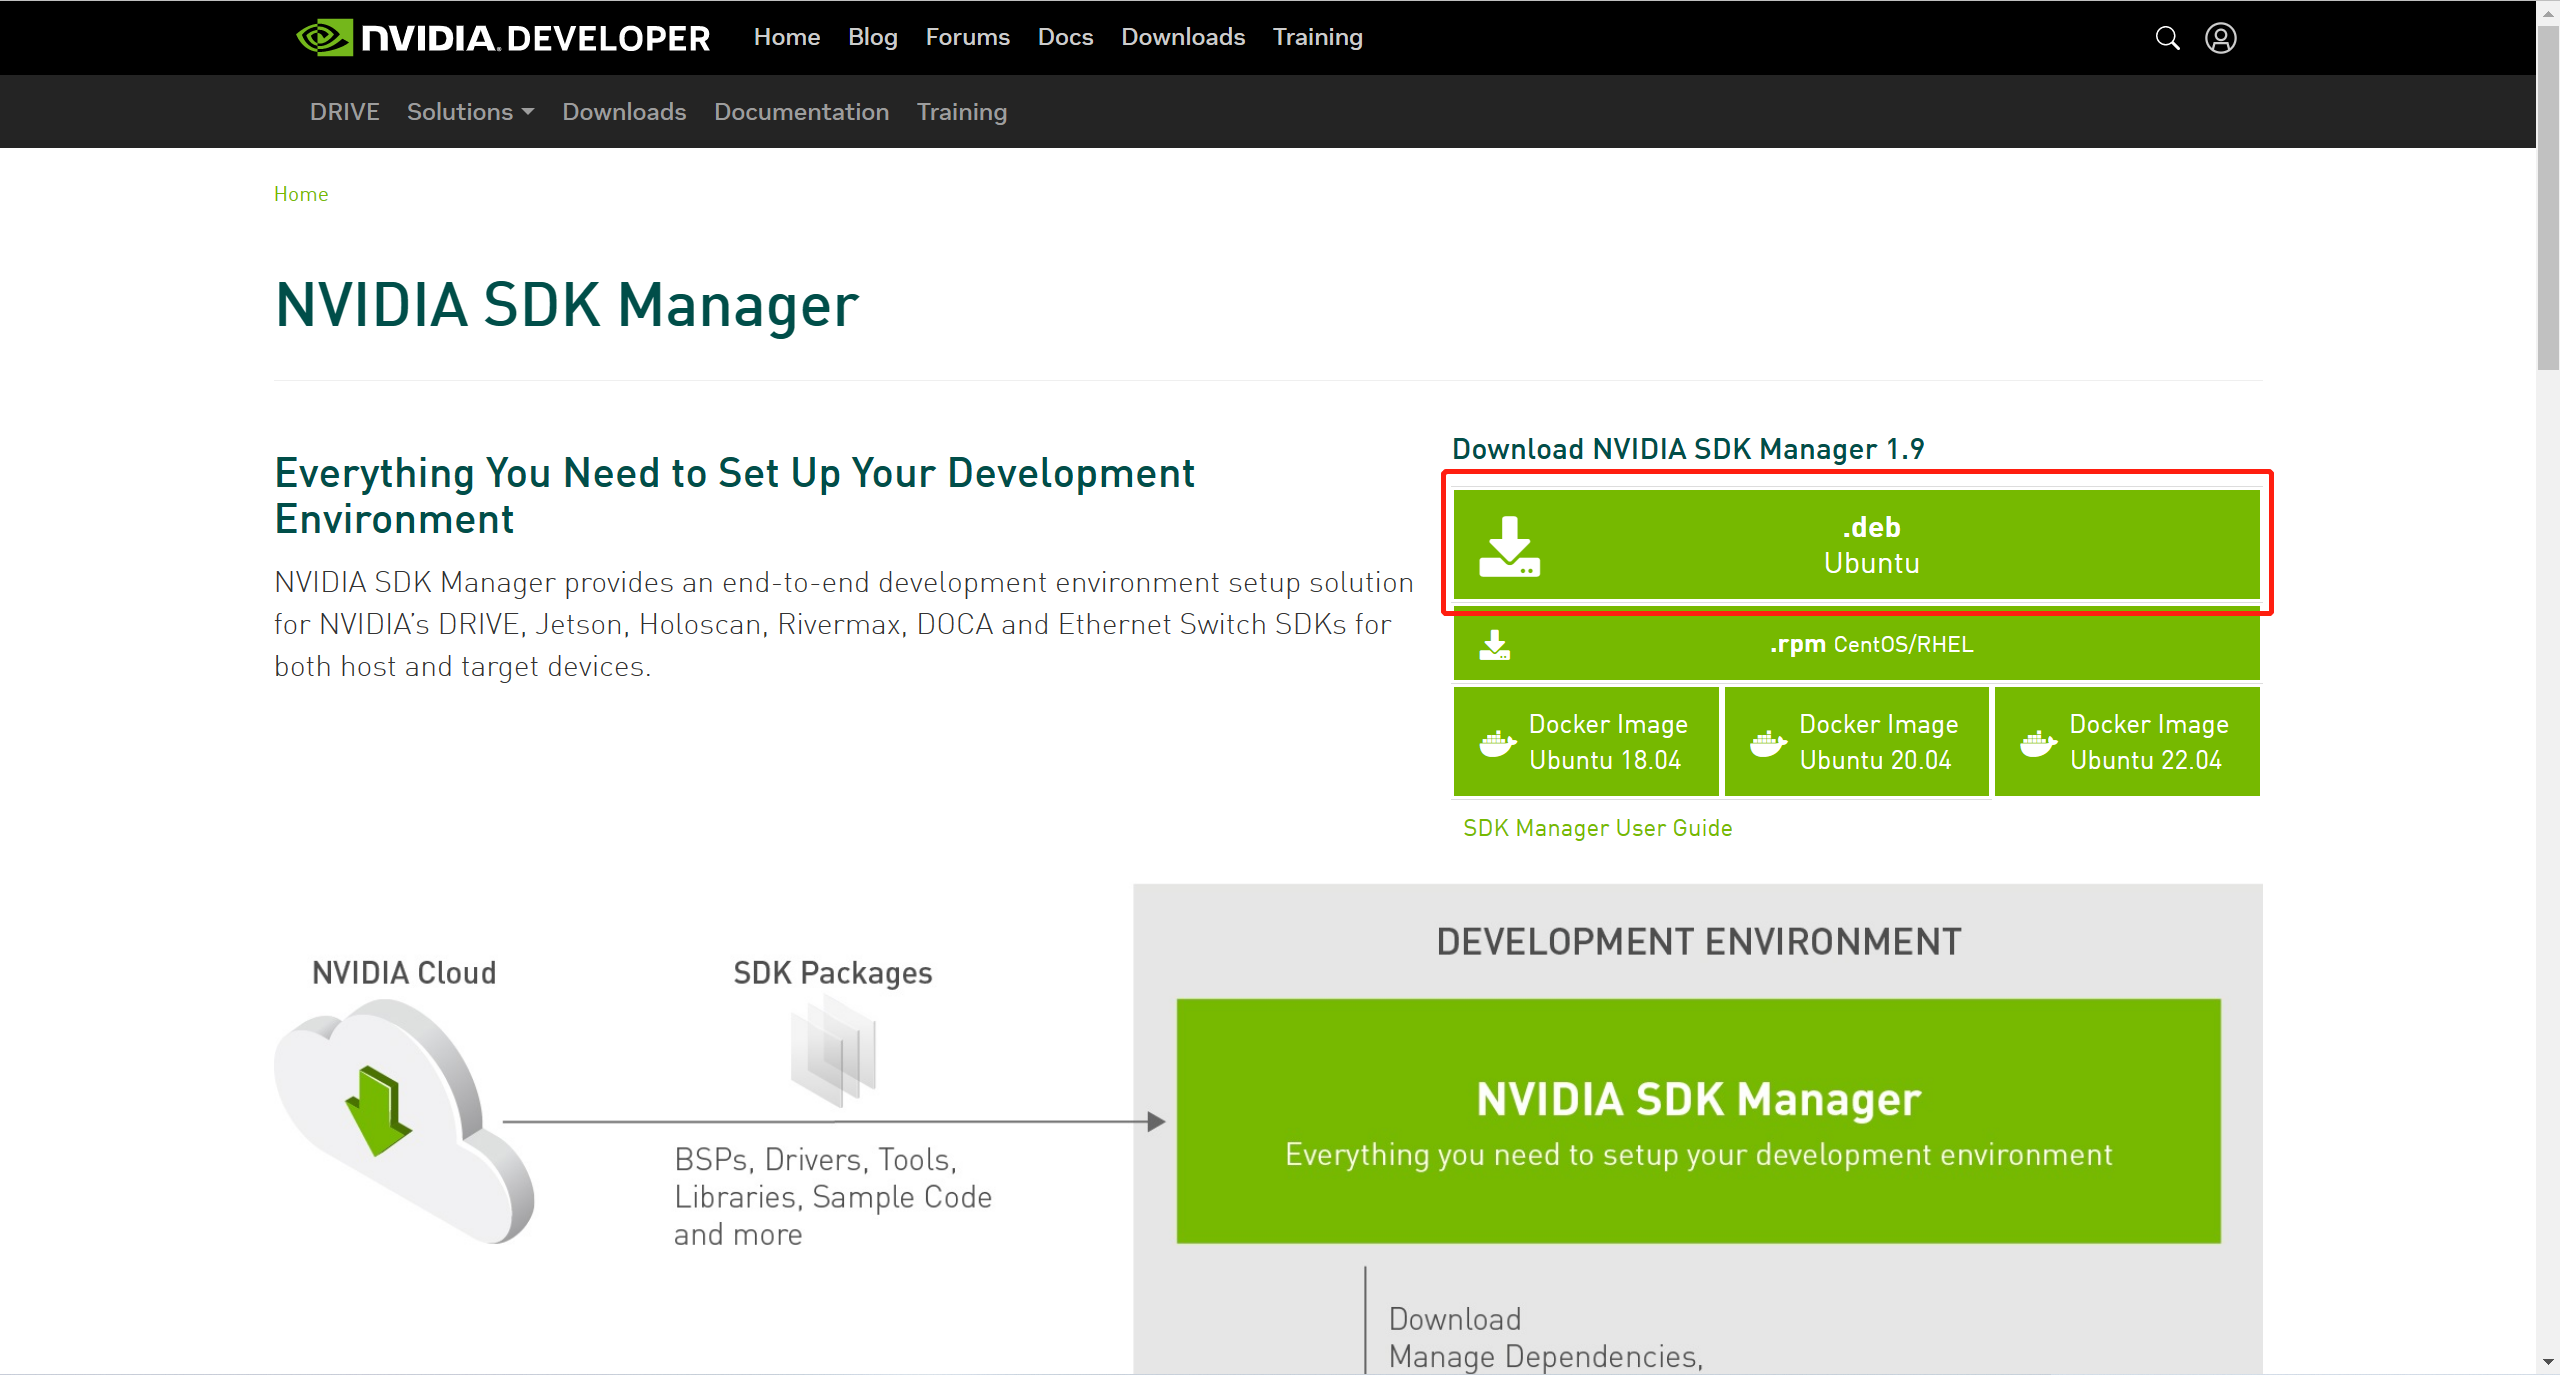 NVIDIA. DEVELOPER Home Blog Forums Docs Downloads Training
DRIVE Solutions Downloads Documentation Training
Home
NVIDIA SDK Manager
Everything You Need to Set Up Your Development
Environment
NVIDIA SDK Manager provides an end-to-end development environment setup solution
for NVIDIA’s DRIVE, Jetson, Holoscan, Rivermax, DOCA and Ethernet Switch SDKs for
both host and target devices.
Download NVIDIA SDK Manager 1.9
.deb
Ubuntu
.rpm CentOS/RHEL
Docker Image
Ubuntu 18.04
Docker Image
Ubuntu 20.04
Docker Image
Ubuntu 22.04
SDK Manager User Guide
NVIDIA Cloud
SDK Packages
BSPs, Drivers, Tools,
Libraries, Sample Code
and more
DEVELOPMENT ENVIRONMENT
NVIDIA SDK Manager
Everything you need to setup your development environment
Download
Manage Dependencies,